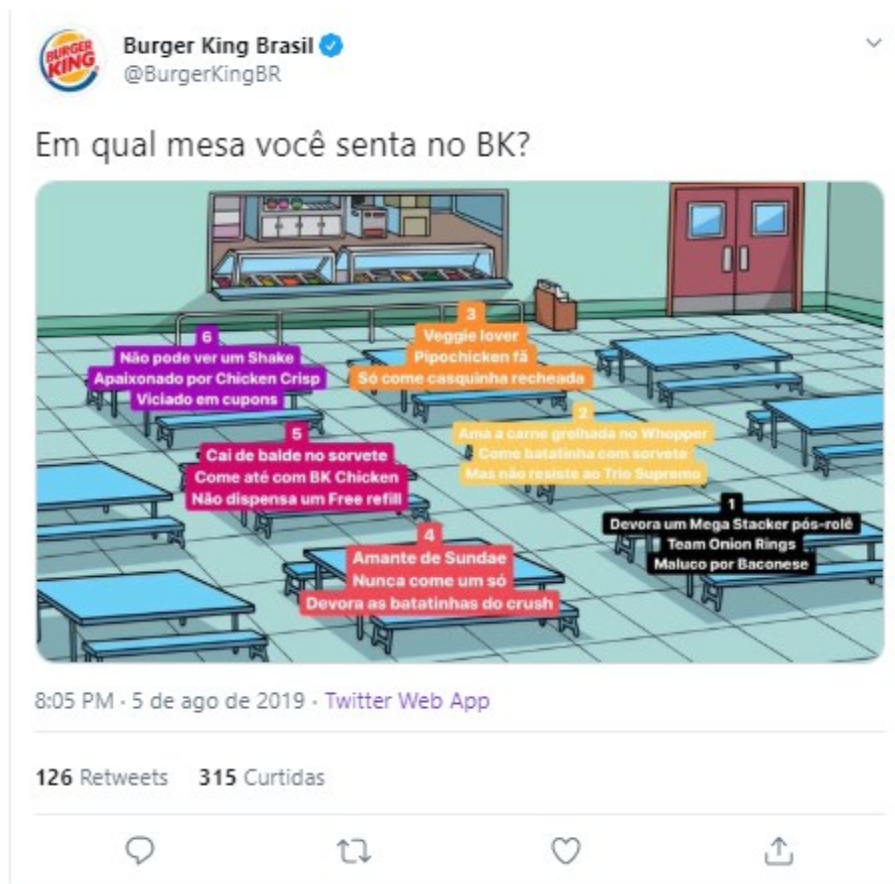 BURGER
KING
Burger King Brasil
@BurgerKingBR
Em qual mesa você senta no BK?
6
Não pode ver um Shake
Apaixonado por Chicken Crisp
Viciado em cupons
3
Veggie lover
Pipochicken fã
Só come casquinha recheada
5
Cai de balde no sorvete
Come até com BK Chicken
Não dispensa um Free refill
2
Ama a carne grelhada no Whopper
Come batatinha com sorvete
Mas não resiste ao Trio Supremo
4
Amante de Sundae
Nunca come um só
Devora as batatinhas do crush
1
Devora um Mega Stacker pós-rolê
Team Onion Rings
Maluco por Baconese
8:05 PM · 5 de ago de 2019 · Twitter Web App
126 Retweets 315 Curtidas